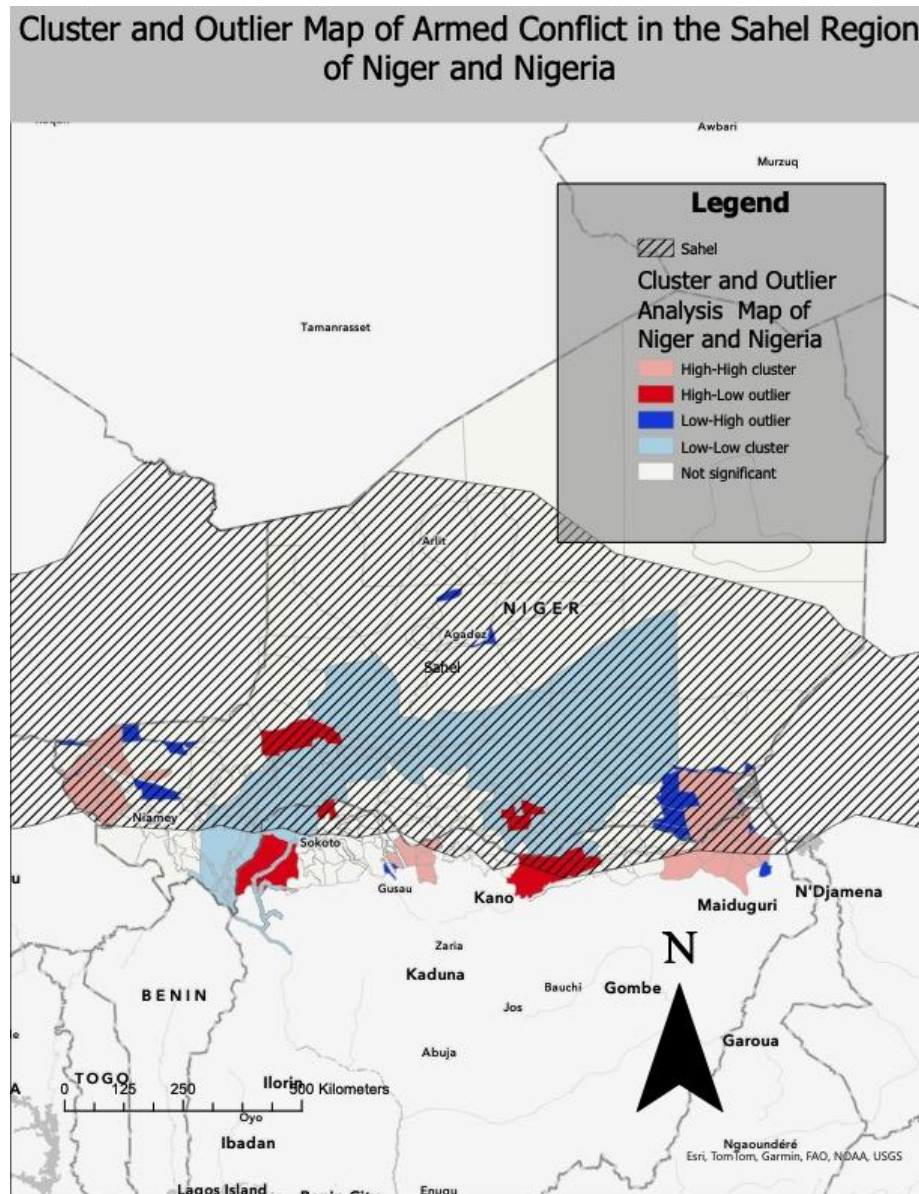 Cluster and Outlier Map of Armed Conflict in the Sahel Region
of Niger and Nigeria
Awbari
Murzuq
Legend
Sahel
Cluster and Outlier
Analysis Map of
Niger and Nigeria
High-High cluster
High-Low outlier
Low-High outlier
Low-Low cluster
Not significant
Tamanrasset
Arlit
NIGER
Agadez
Sahel
Niamey
Sokoto
Gusau
Kano
Maiduguri
N'Djamena
N
Zaria
Kaduna
BENIN
Bauchi
Gombe
Jos
Garoua
Abuja
TOGO
0 125 250 500 Kilometers
Ilorin
Oyo
Ibadan
Ngaoundéré
Esri, TomTom, Garmin, FAO, NOAA, USGS
Lagos Island
Benin City
Enugu